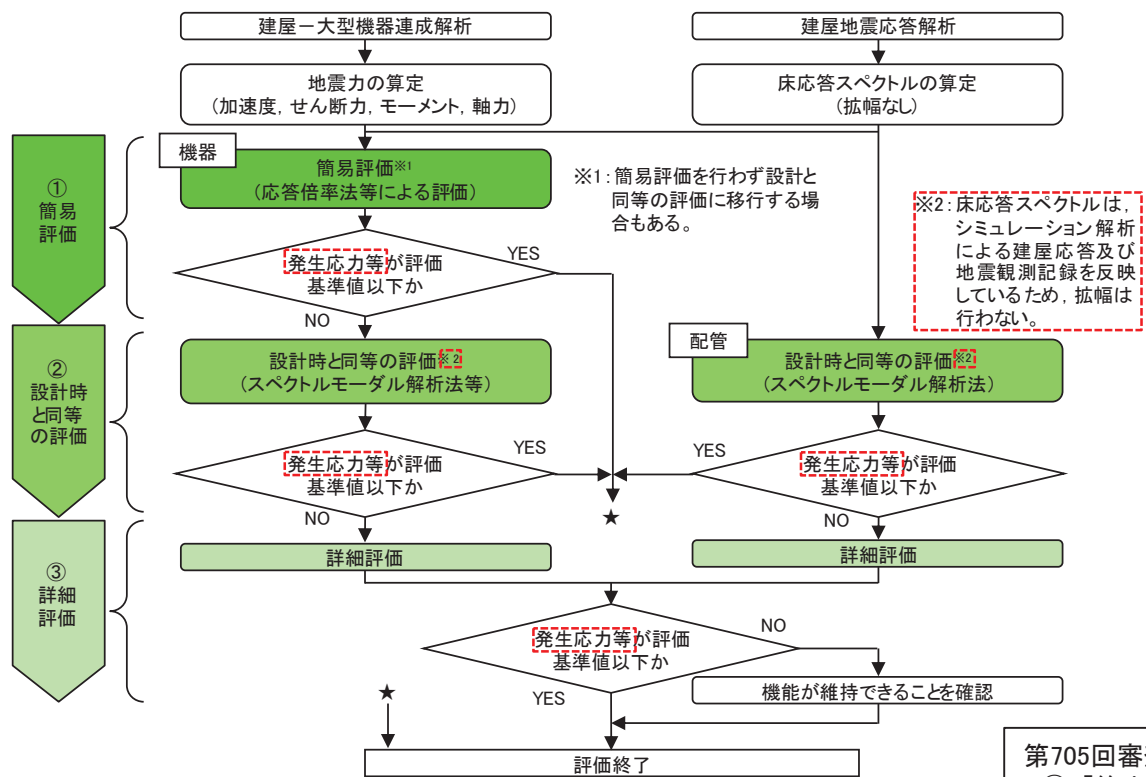 建屋－大型機器連成解析
建屋地震応答解析
地震力の算定
(加速度, せん断力, モーメント, 軸力)
床応答スペクトルの算定
(拡幅なし)
①
簡易
評価
機器
簡易評価※1
(応答倍率法等による評価)
※1:簡易評価を行わず設計と
同等の評価に移行する場
合もある。
※2:床応答スペクトルは,
シミュレーション解析
による建屋応答及び
地震観測記録を反映
しているため, 拡幅は
行わない。
発生応力等が評価
基準値以下か
YES
NO
②
設計時
と同等
の評価
設計時と同等の評価※2
(スペクトルモーダル解析法等)
配管
設計時と同等の評価※2
(スペクトルモーダル解析法)
発生応力等が評価
基準値以下か
YES
NO
★
YES
発生応力等が評価
基準値以下か
NO
③
詳細
評価
詳細評価
詳細評価
発生応力等が評価
基準値以下か
NO
YES
機能が維持できることを確認
★
評価終了
第705回審